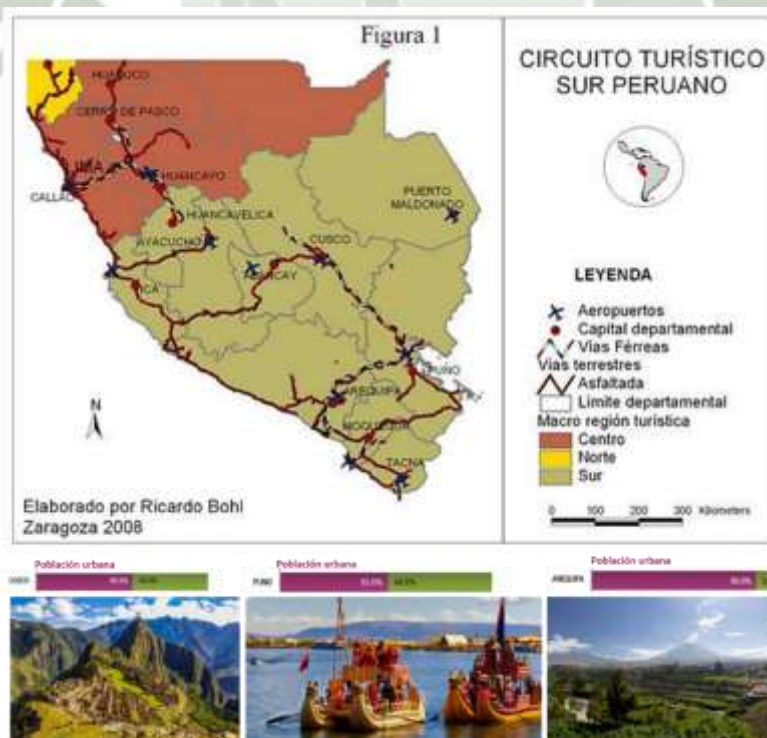 Figura 1
CIRCUITO TURÍSTICO
SUR PERUANO
HUANUCO
CERRO DE PASCO
LIMA
HUANCAYO
CALLAO
HUANCAVELICA
PUERTO
MALDONADO
AYACUCHO
CUSCO
ABANCAY
ICA
PUNO
AREQUIPA
MOQUEGUA
TACNA
N
LEYENDA
Aeropuertos
Capital departamental
Vias Férreas
Vias terrestres
Asfaltada
Limite departamental
Macro región turística
Centro
Norte
Sur
0 100 200 300 Kilometers
Elaborado por Ricardo Bohl
Zaragoza 2008
Población urbana
Población urbana
PUNO
Población urbana
AREQUIPA